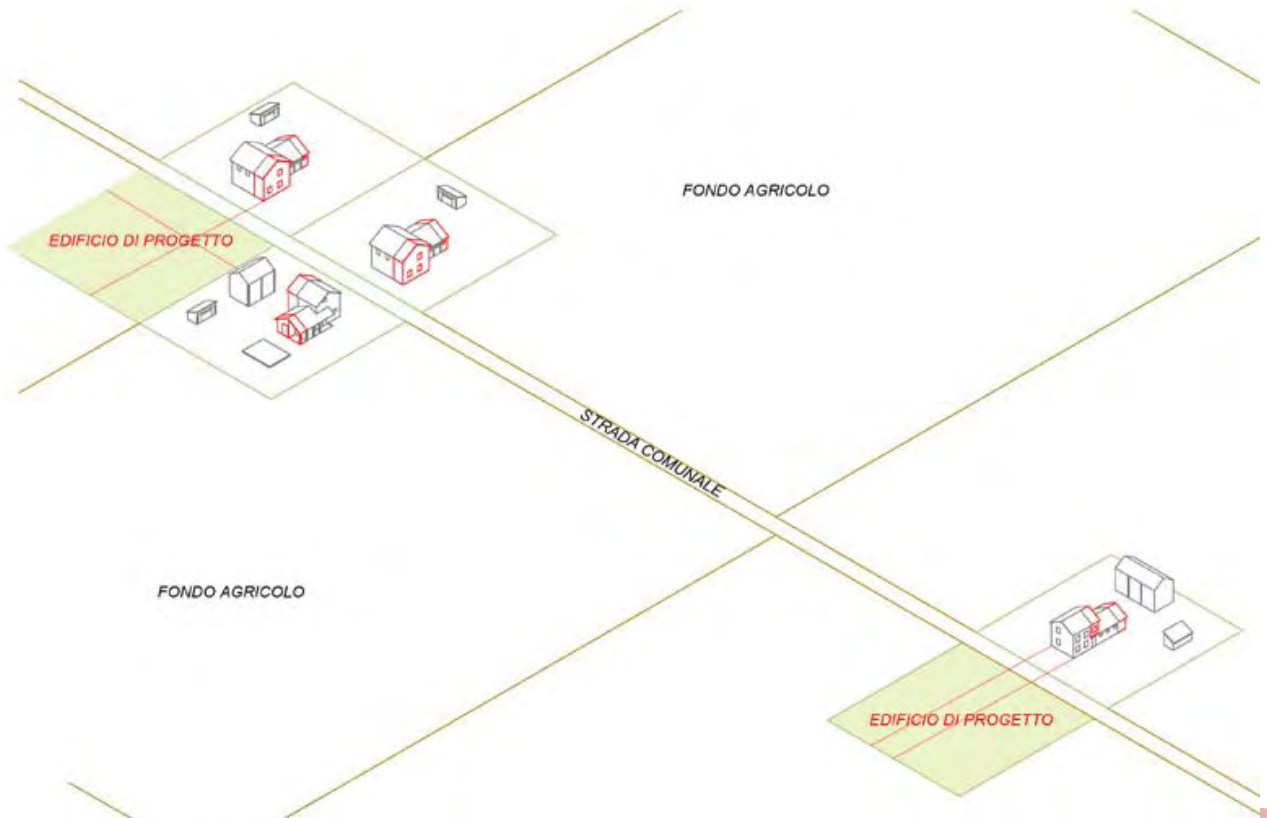 FONDO AGRICOLO
EDIFICIO DI PROGETTO
STRADA COMUNALE
FONDO AGRICOLO
EDIFICIO DI PROGETTO